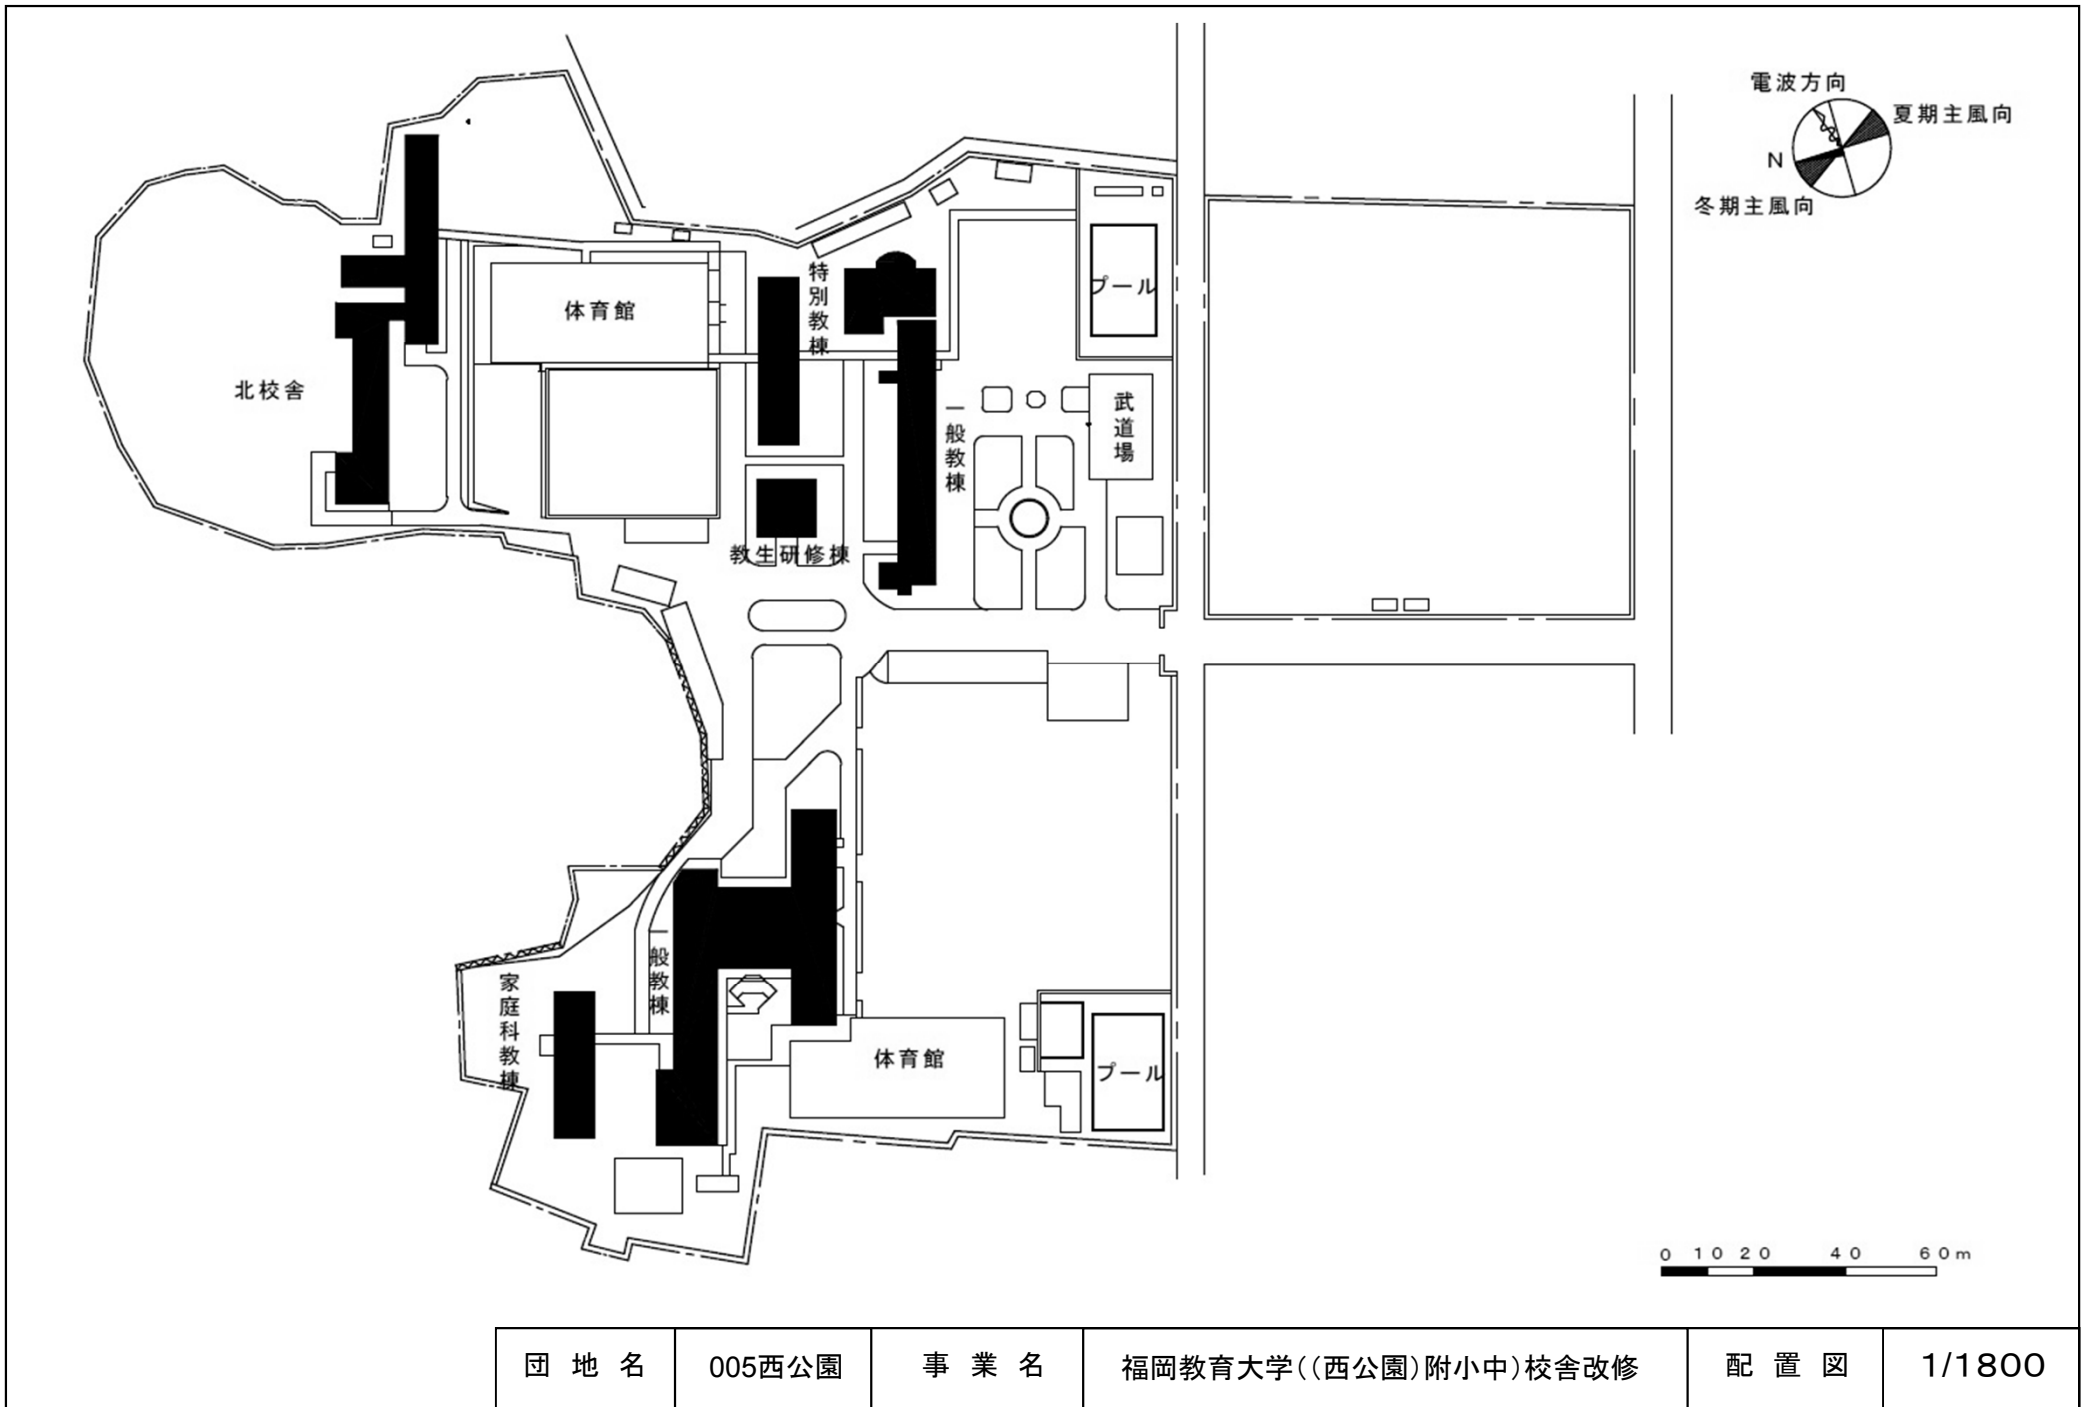 電波方向
夏期主風向
N
冬期主風向
特別教棟
プール
体育館
北校舎
一般教棟
武道場
教生研修棟
一般教棟
家庭科教棟
体育館
プール
0 10 20 40 60m
団地名 005西公園 事業名 福岡教育大学((西公園)附小中)校舎改修 配置図 1/1800